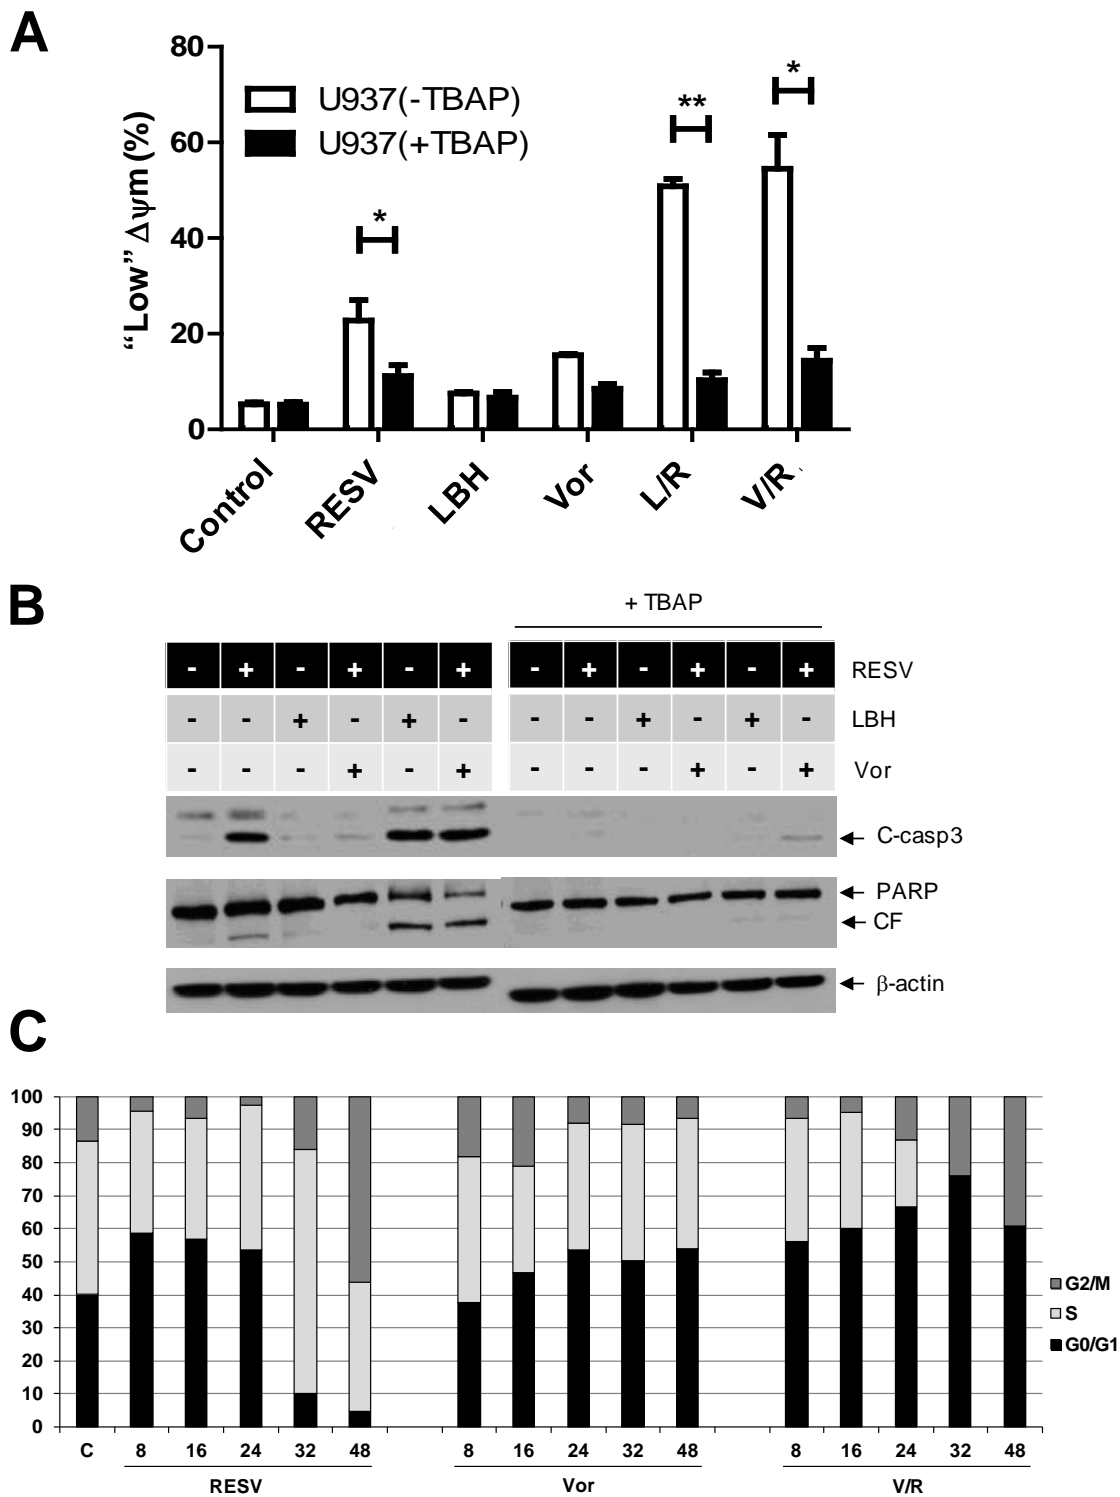 A
80
60
40
20
0
“Low” Δψm (%)
U937(-TBAP)
U937(+TBAP)
*
**
*
Control
RESV
LBH
Vor
L/R
V/R
B
+ TBAP
- + - + - + - + - + - + RESV
- - + - + - - - + - + - LBH
- - - + - + - - - + - + Vor
C-casp3
PARP
CF
β-actin
C
100
90
80
70
60
50
40
30
20
10
0
G2/M
S
G0/G1
C 8 16 24 32 48 8 16 24 32 48 8 16 24 32 48
RESV Vor V/R